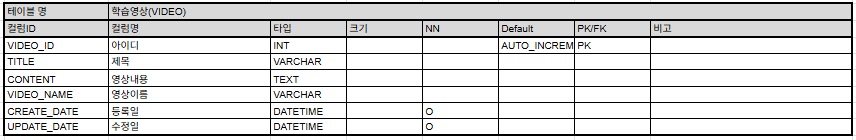 테이블 명 학습영상(VIDEO)
컬럼ID 컬럼명 타입 크기 NN Default PK/FK 비고
VIDEO_ID 아이디 INT AUTO_INCREM PK
TITLE 제목 VARCHAR
CONTENT 영상내용 TEXT
VIDEO_NAME 영상이름 VARCHAR
CREATE_DATE 등록일 DATETIME O
UPDATE_DATE 수정일 DATETIME O